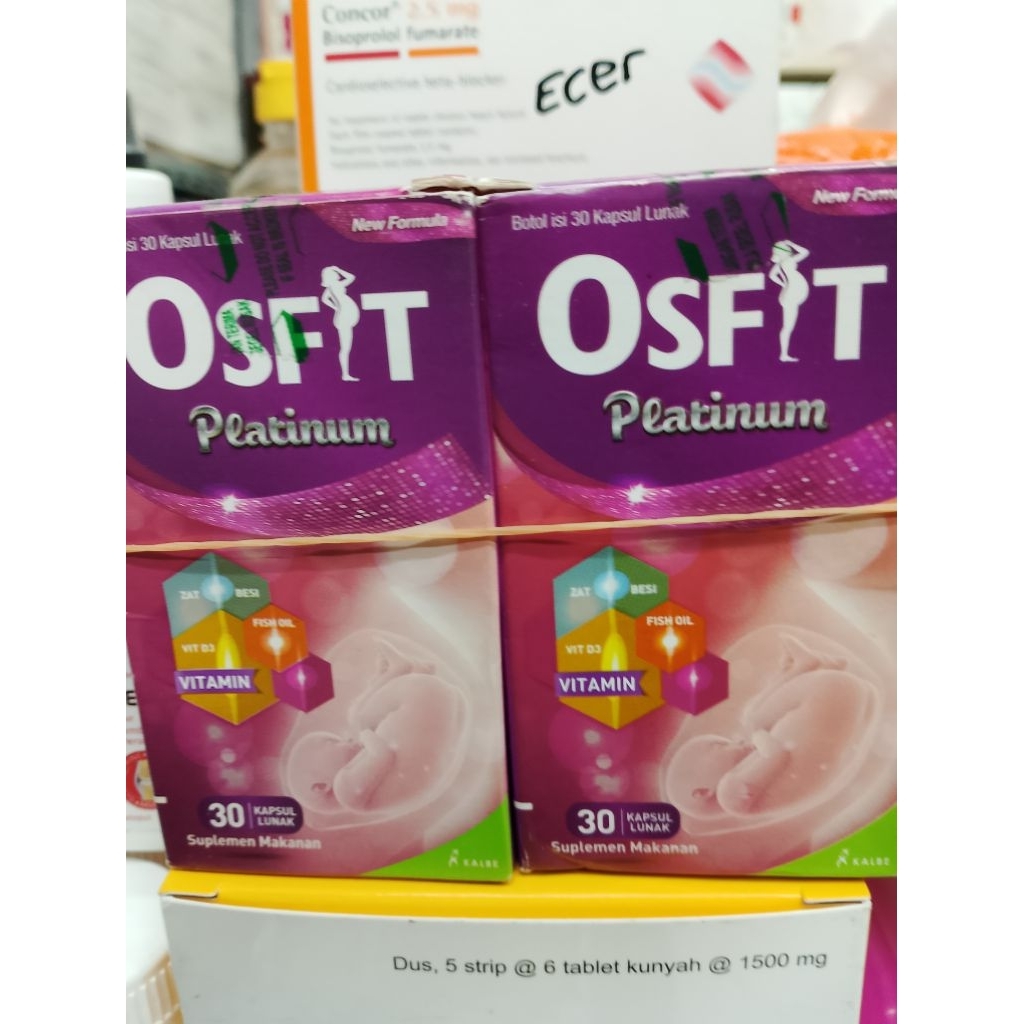 Concor® 2.5 mg
Bisoprolol fumarate
Ecer
si 30 Kapsul Lunak
New Formula
OSFIT
Platinum
ZAT BESI
FISH OIL
VIT D3
VITAMIN
30 KAPSUL LUNAK
Suplemen Makanan
KALBE
Botol isi 30 Kapsul Lunak
New Form
OSFIT
Platinum
ZAT BESI
FISH OIL
VIT D3
VITAMIN
30 KAPSUL LUNAK
Suplemen Makanan
KALBE
Dus, 5 strip @ 6 tablet kunyah @ 1500 mg